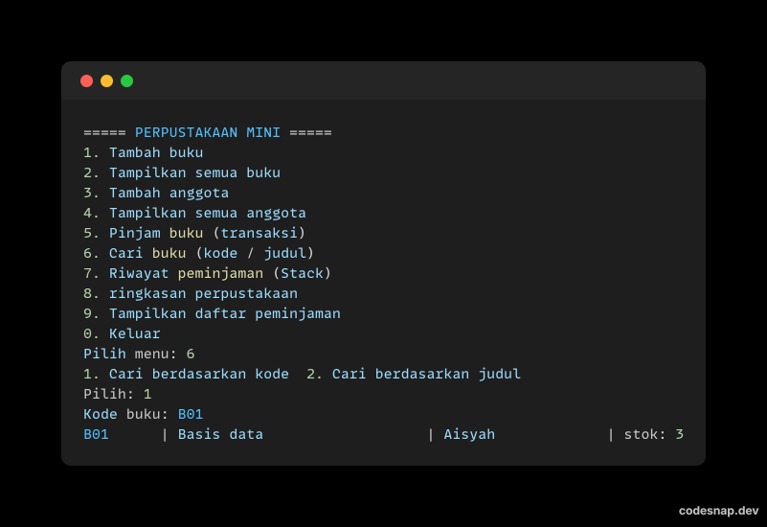 ===== PERPUSTAKAAN MINI =====
1. Tambah buku
2. Tampilkan semua buku
3. Tambah anggota
4. Tampilkan semua anggota
5. Pinjam buku (transaksi)
6. Cari buku (kode / judul)
7. Riwayat peminjaman (Stack)
8. ringkasan perpustakaan
9. Tampilkan daftar peminjaman
0. Keluar
Pilih menu: 6
1. Cari berdasarkan kode  2. Cari berdasarkan judul
Pilih: 1
Kode buku: B01
B01      | Basis data                   | Aisyah             | stok: 3
codesnap.dev